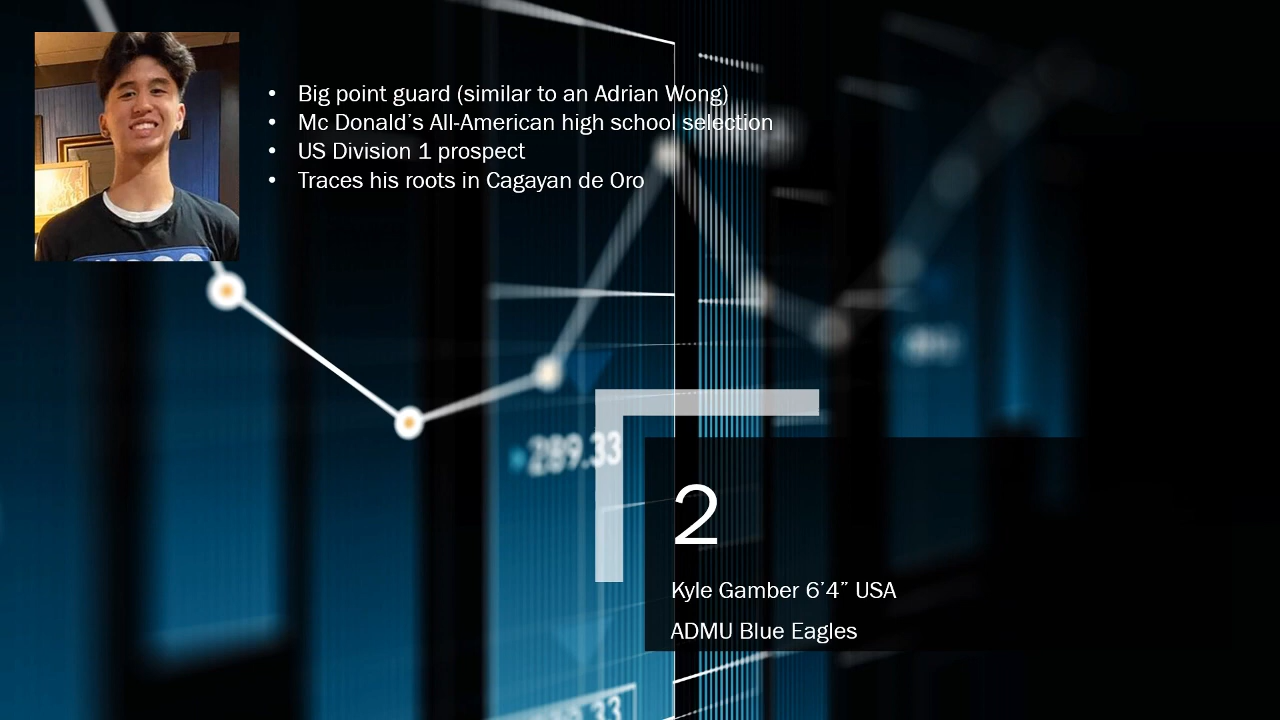 • Big point guard (similar to an Adrian Wong)
• Mc Donald’s All-American high school selection
• US Division 1 prospect
• Traces his roots in Cagayan de Oro
289.33
2
Kyle Gamber 6’4” USA
ADMU Blue Eagles